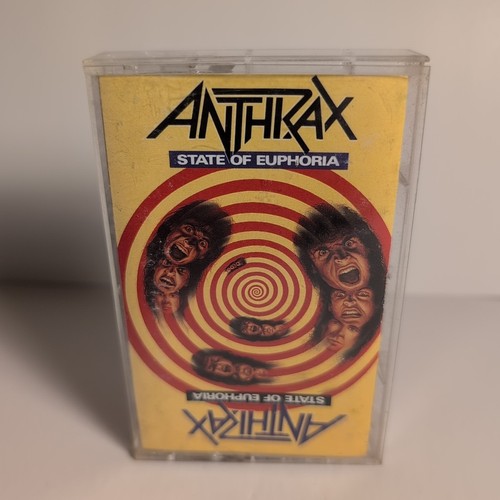 ANTHRAX
STATE OF EUPHORIA
STATE OF EUPHORIA
ANTHRAX